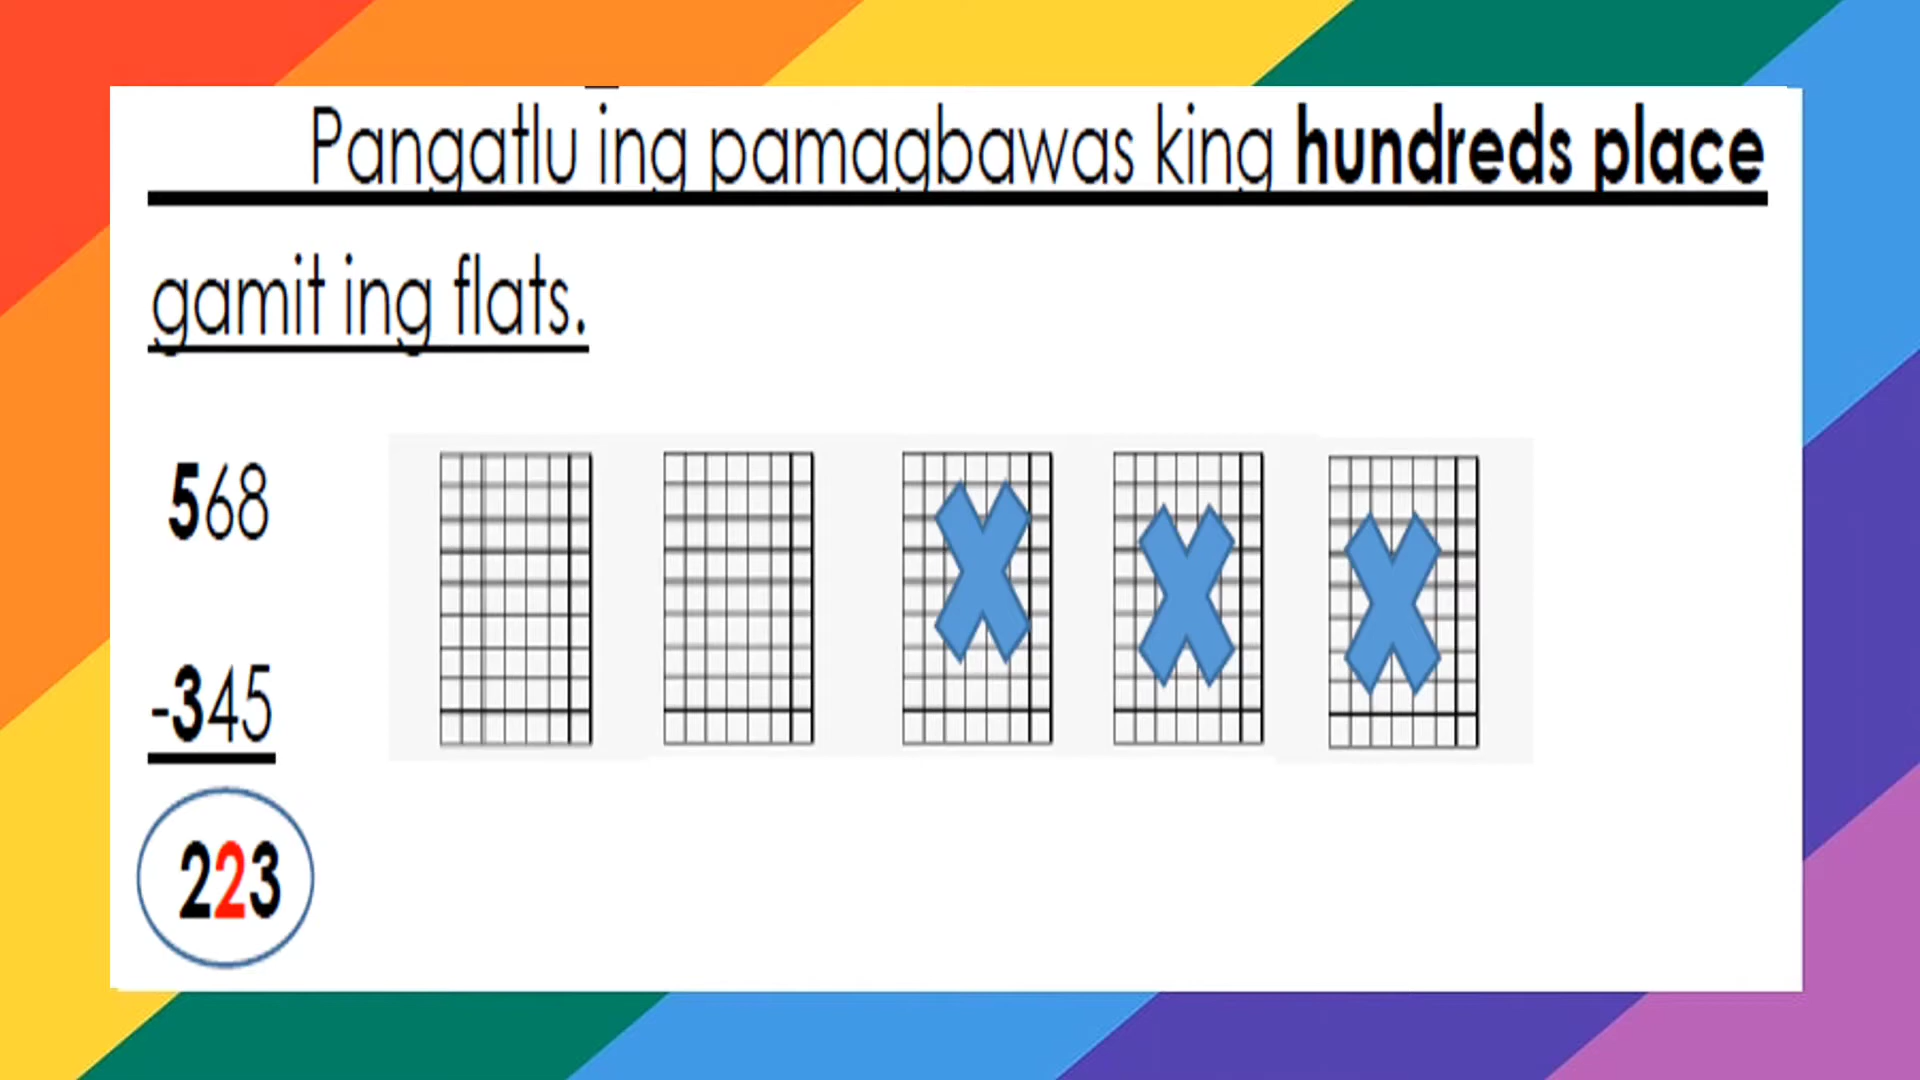 Pangatlu ing pamagbawas king hundreds place
gamit ing flats.
568
-345
223